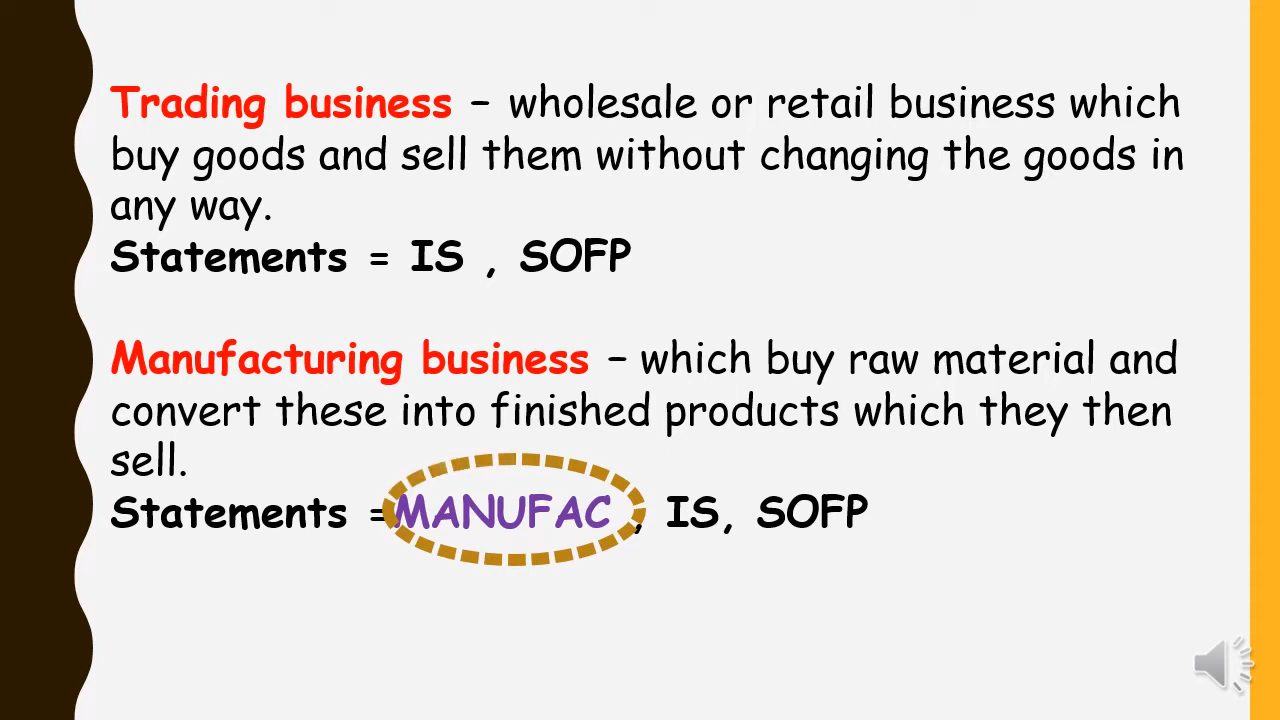 Trading business – wholesale or retail business which
buy goods and sell them without changing the goods in
any way.
Statements = IS , SOFP
Manufacturing business – which buy raw material and
convert these into finished products which they then
sell.
Statements =MANUFAC , IS, SOFP